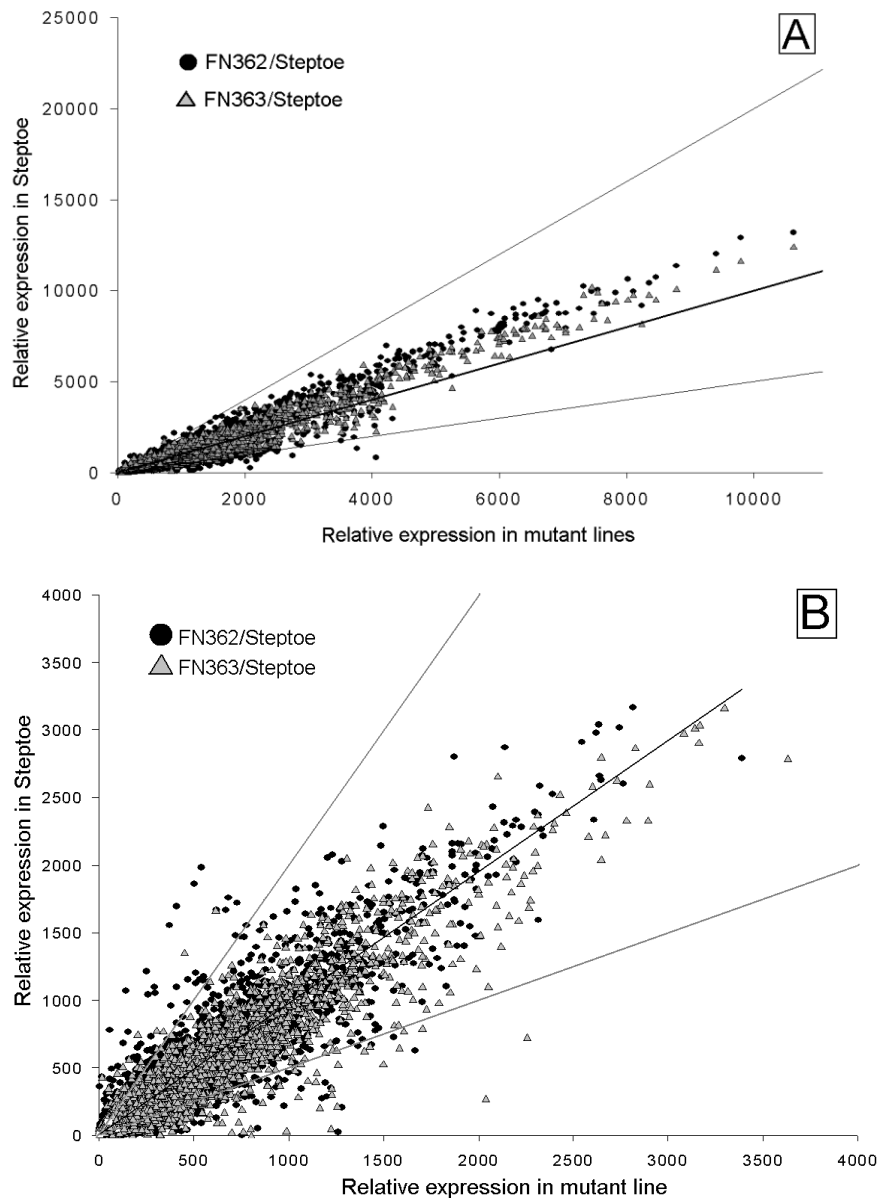 A
25000
20000
15000
10000
5000
0
Relative expression in Steptoe
FN362/Steptoe
FN363/Steptoe
0 2000 4000 6000 8000 10000
Relative expression in mutant lines
B
4000
3500
3000
2500
2000
1500
1000
500
0
Relative expression in Steptoe
FN362/Steptoe
FN363/Steptoe
0 500 1000 1500 2000 2500 3000 3500 4000
Relative expression in mutant line